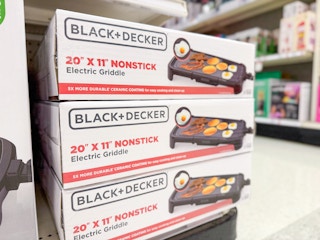 BLACK+DECKER
20" X 11" NONSTICK
Electric Griddle
BLACK+DECKER
20" X 11" NONSTICK
Electric Griddle
BLACK+DECKER
20" X 11" NONSTICK
Electric Griddle